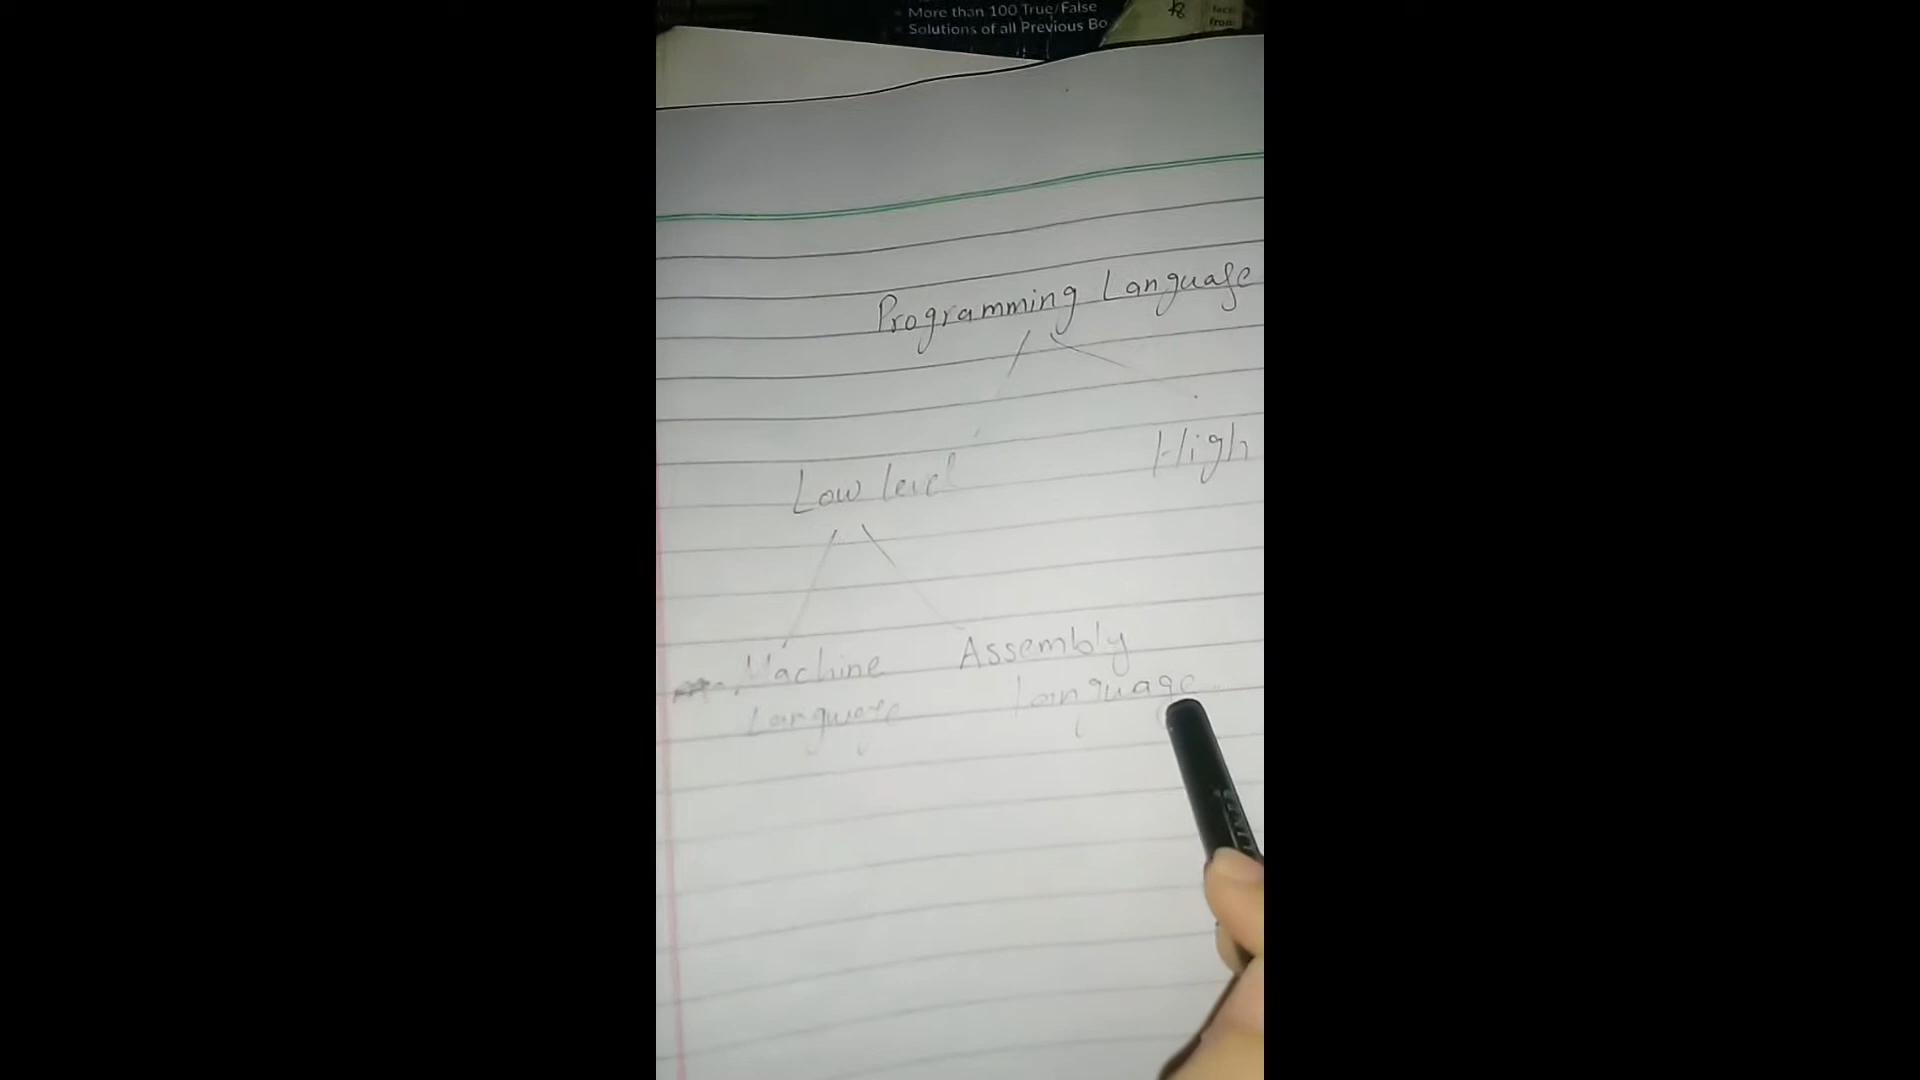 More than 100 True/False
Solutions of all Previous Bo
Programming Language
Low level
High
Machine
Language
Assembly
Language